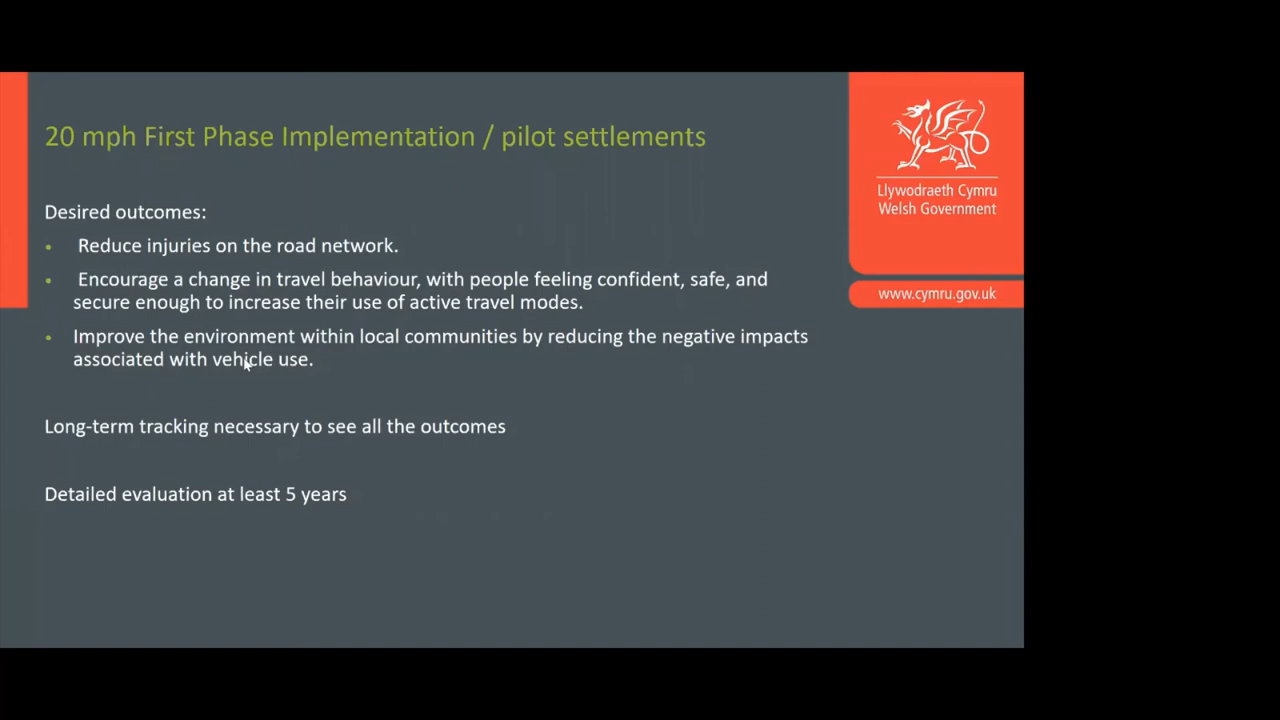 20 mph First Phase Implementation / pilot settlements
Llywodraeth Cymru
Welsh Government
www.cymru.gov.uk
Desired outcomes:
• Reduce injuries on the road network.
• Encourage a change in travel behaviour, with people feeling confident, safe, and
secure enough to increase their use of active travel modes.
• Improve the environment within local communities by reducing the negative impacts
associated with vehicle use.
Long-term tracking necessary to see all the outcomes
Detailed evaluation at least 5 years